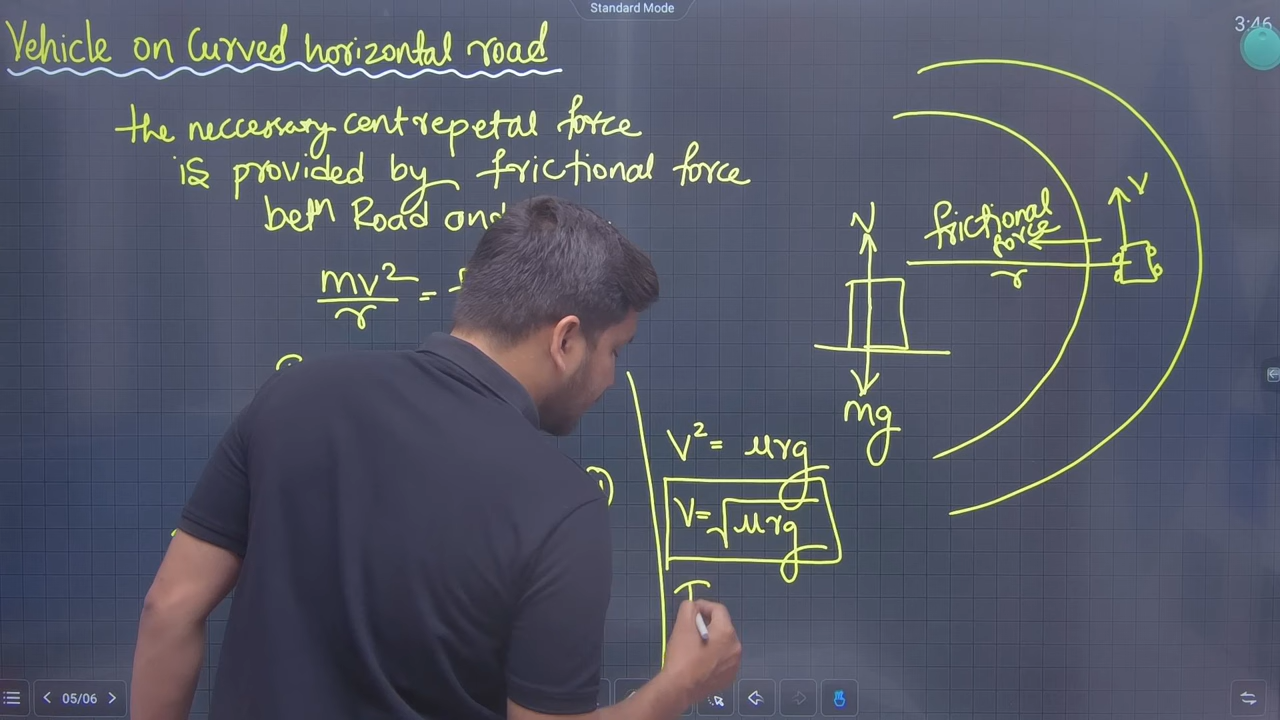 Standard Mode
3:46
Vehicle on Curved horizontal road
the neccessary centrepetal force
is provided by frictional force
betn Road and
mv²/r =
N
frictional
force
V
r
mg
V² = μrg
V = √μrg
T
05/06